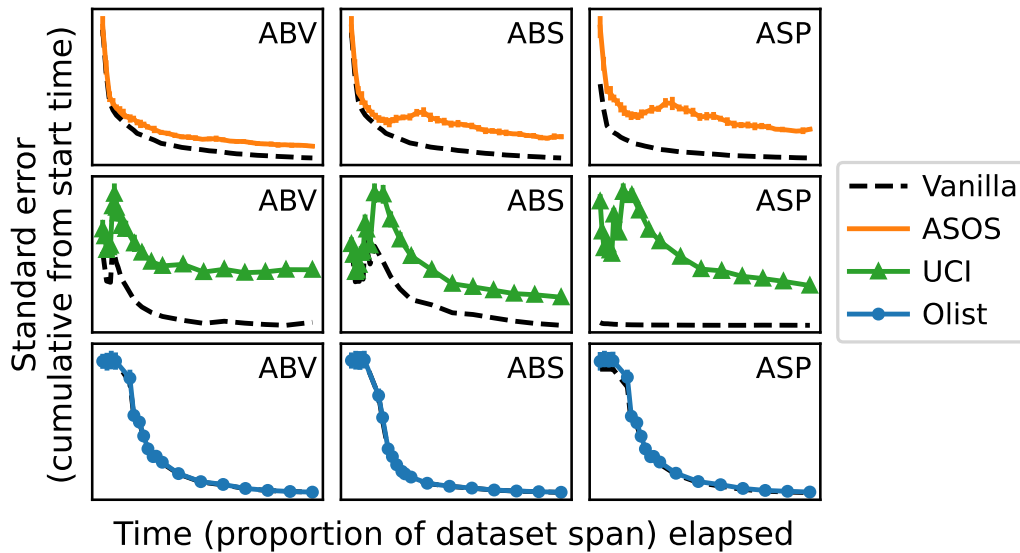 Standard error
(cumulative from start time)
ABV
ABS
ASP
ABV
ABS
ASP
ABV
ABS
ASP
Vanilla
ASOS
UCI
Olist
Time (proportion of dataset span) elapsed